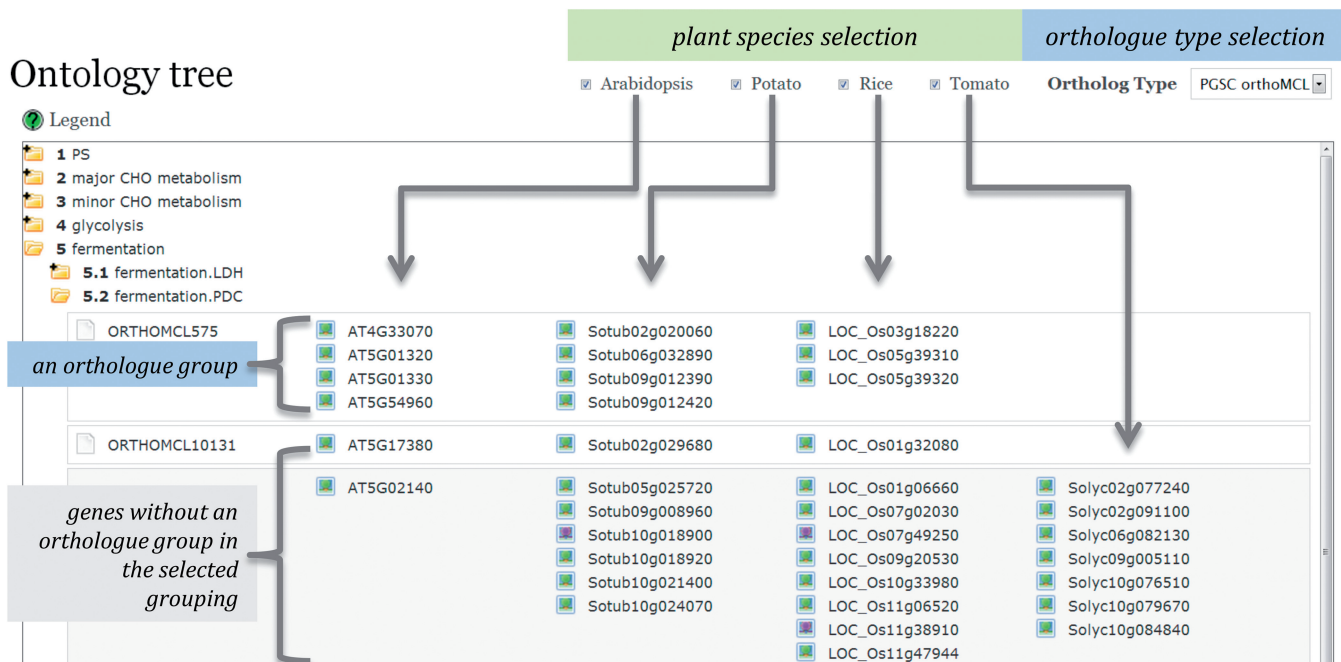 plant species selection
orthologue type selection
Ontology tree
Arabidopsis Potato Rice Tomato Ortholog Type PGSC orthoMCL
Legend
1 PS
2 major CHO metabolism
3 minor CHO metabolism
4 glycolysis
5 fermentation
5.1 fermentation.LDH
5.2 fermentation.PDC
ORTHOMCL575 AT4G33070 Sotub02g020060 LOC_Os03g18220
AT5G01320 Sotub06g032890 LOC_Os05g39310
an orthologue group
AT5G01330 Sotub09g012390 LOC_Os05g39320
AT5G54960 Sotub09g012420
ORTHOMCL10131 AT5G17380 Sotub02g029680 LOC_Os01g32080
AT5G02140 Sotub05g025720 LOC_Os01g06660 Solyc02g077240
Sotub09g008960 LOC_Os07g02030 Solyc02g091100
Sotub10g018900 LOC_Os07g49250 Solyc06g082130
Sotub10g018920 LOC_Os09g20530 Solyc09g005110
Sotub10g021400 LOC_Os10g33980 Solyc10g076510
Sotub10g024070 LOC_Os11g06520 Solyc10g079670
LOC_Os11g38910 Solyc10g084840
LOC_Os11g47944
genes without an
orthologue group in
the selected
grouping